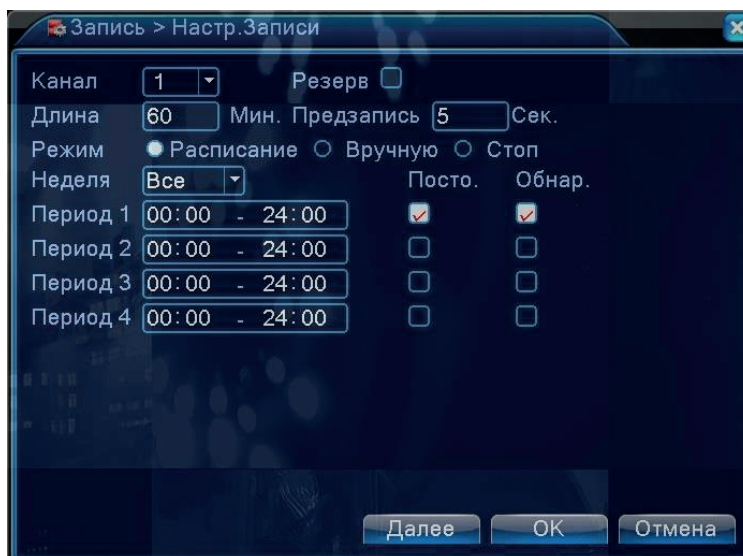 Запись > Настр.Записи
Канал 1 Резерв
Длина 60 Мин. Предзапись 5 Сек.
Режим Расписание Вручную Стоп
Неделя Все Посто. Обнар.
Период 1 00:00 - 24:00
Период 2 00:00 - 24:00
Период 3 00:00 - 24:00
Период 4 00:00 - 24:00
Далее OK Отмена